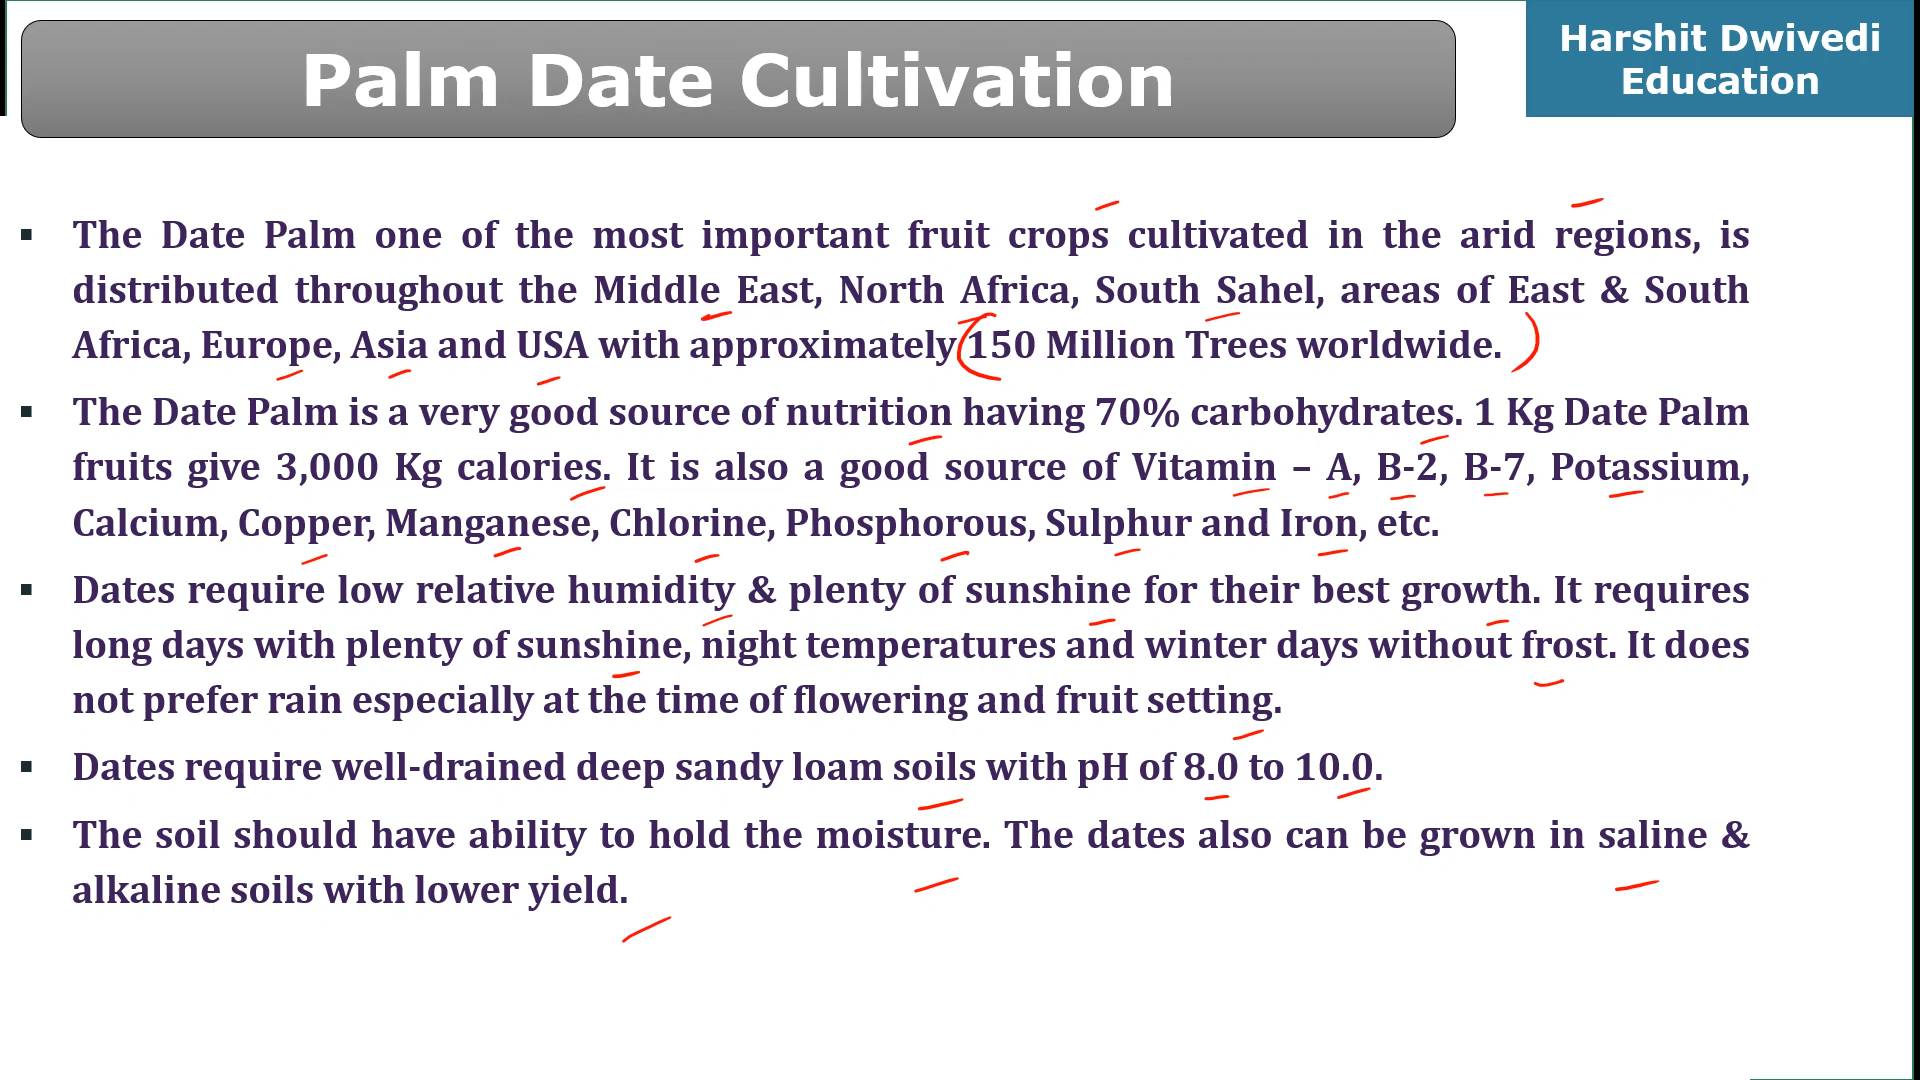 Palm Date Cultivation
Harshit Dwivedi
Education
▪ The Date Palm one of the most important fruit crops cultivated in the arid regions, is
distributed throughout the Middle East, North Africa, South Sahel, areas of East & South
Africa, Europe, Asia and USA with approximately 150 Million Trees worldwide.
▪ The Date Palm is a very good source of nutrition having 70% carbohydrates. 1 Kg Date Palm
fruits give 3,000 Kg calories. It is also a good source of Vitamin – A, B-2, B-7, Potassium,
Calcium, Copper, Manganese, Chlorine, Phosphorous, Sulphur and Iron, etc.
▪ Dates require low relative humidity & plenty of sunshine for their best growth. It requires
long days with plenty of sunshine, night temperatures and winter days without frost. It does
not prefer rain especially at the time of flowering and fruit setting.
▪ Dates require well-drained deep sandy loam soils with pH of 8.0 to 10.0.
▪ The soil should have ability to hold the moisture. The dates also can be grown in saline &
alkaline soils with lower yield.